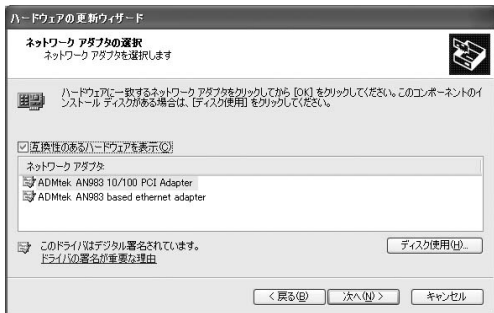 ハードウェアの更新ウィザード
ネットワーク アダプタの選択
ネットワーク アダプタを選択します
ハードウェアに一致するネットワーク アダプタをクリックしてから [OK] をクリックしてください。このコンポーネントのイ
ンストール ディスクがある場合は、[ディスク使用] をクリックしてください。
互換性のあるハードウェアを表示(C)
ネットワーク アダプタ:
ADMtek AN983 10/100 PCI Adapter
ADMtek AN983 based ethernet adapter
このドライバはデジタル署名されています。
ドライバの署名が重要な理由
ディスク使用(H)...
< 戻る(B)
次へ(N) >
キャンセル